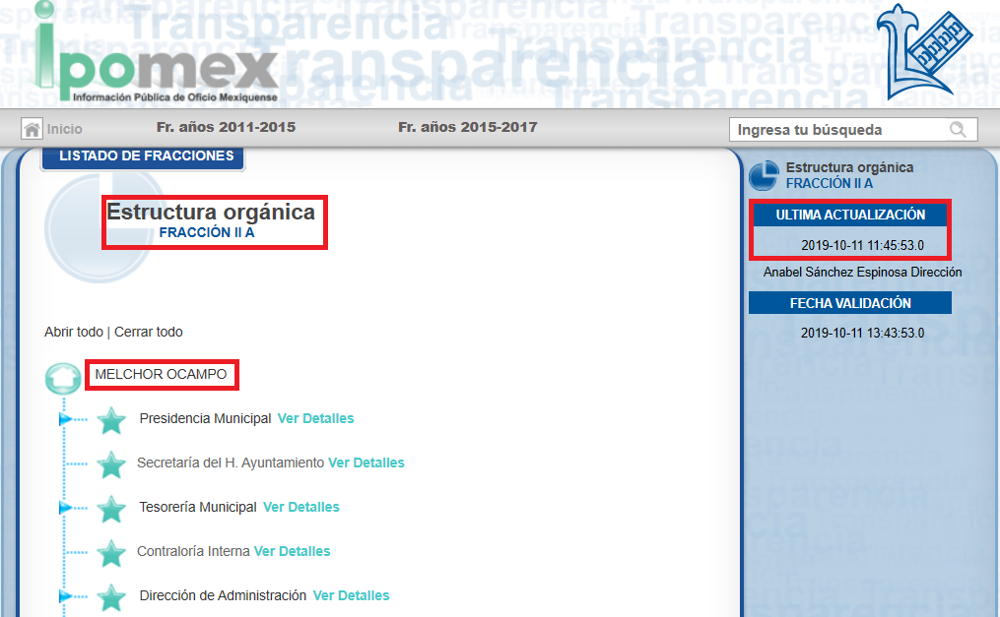 Transparencia
Transparencia
Transparencia
ipomex
Información Pública de Oficio Mexiquense
Inicio
Fr. años 2011-2015
Fr. años 2015-2017
Ingresa tu búsqueda
LISTADO DE FRACCIONES
Estructura orgánica
FRACCIÓN II A
Abrir todo | Cerrar todo
MELCHOR OCAMPO
Presidencia Municipal Ver Detalles
Secretaría del H. Ayuntamiento Ver Detalles
Tesorería Municipal Ver Detalles
Contraloría Interna Ver Detalles
Dirección de Administración Ver Detalles
Estructura orgánica
FRACCIÓN II A
ULTIMA ACTUALIZACIÓN
2019-10-11 11:45:53.0
Anabel Sánchez Espinosa Dirección
FECHA VALIDACIÓN
2019-10-11 13:43:53.0